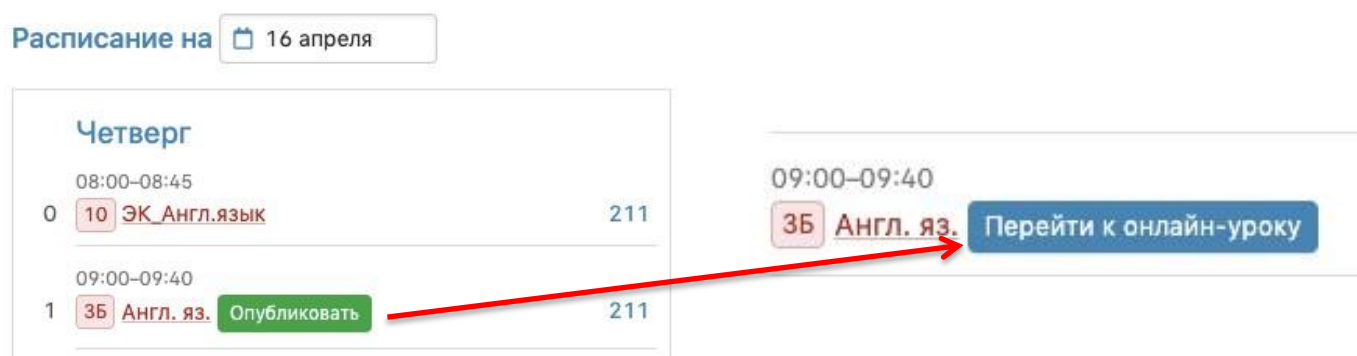 Расписание на 16 апреля
Четверг
08:00–08:45
0 10 ЭК_Англ.язык 211
09:00–09:40
1 3Б Англ. яз. Опубликовать 211
09:00–09:40
3Б Англ. яз. Перейти к онлайн-уроку